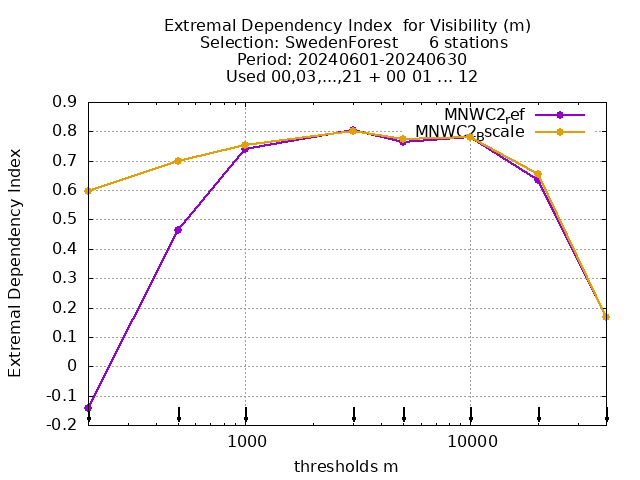 Extremal Dependency Index  for Visibility (m)
Selection: SwedenForest      6 stations
Period: 20240601-20240630
Used 00,03,...,21 + 00 01 ... 12
MNWC2ref
MNWC2Bscale
Extremal Dependency Index
0.9
0.8
0.7
0.6
0.5
0.4
0.3
0.2
0.1
0
-0.1
-0.2
1000
10000
thresholds m